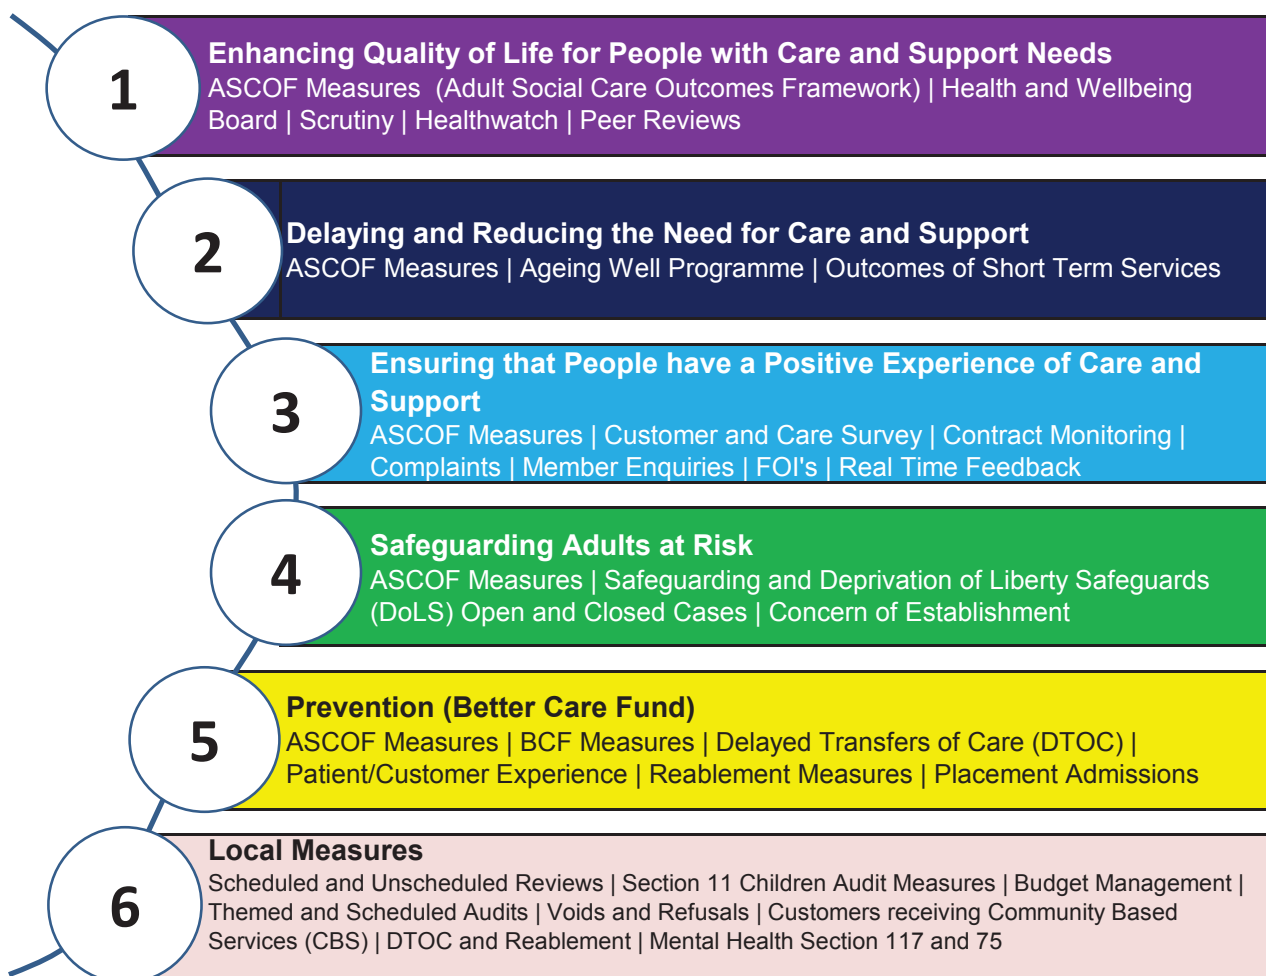 1
Enhancing Quality of Life for People with Care and Support Needs
ASCOF Measures (Adult Social Care Outcomes Framework) | Health and Wellbeing
Board | Scrutiny | Healthwatch | Peer Reviews
2
Delaying and Reducing the Need for Care and Support
ASCOF Measures | Ageing Well Programme | Outcomes of Short Term Services
3
Ensuring that People have a Positive Experience of Care and
Support
ASCOF Measures | Customer and Care Survey | Contract Monitoring |
Complaints | Member Enquiries | FOI's | Real Time Feedback
4
Safeguarding Adults at Risk
ASCOF Measures | Safeguarding and Deprivation of Liberty Safeguards
(DoLS) Open and Closed Cases | Concern of Establishment
5
Prevention (Better Care Fund)
ASCOF Measures | BCF Measures | Delayed Transfers of Care (DTOC) |
Patient/Customer Experience | Reablement Measures | Placement Admissions
6
Local Measures
Scheduled and Unscheduled Reviews | Section 11 Children Audit Measures | Budget Management |
Themed and Scheduled Audits | Voids and Refusals | Customers receiving Community Based
Services (CBS) | DTOC and Reablement | Mental Health Section 117 and 75